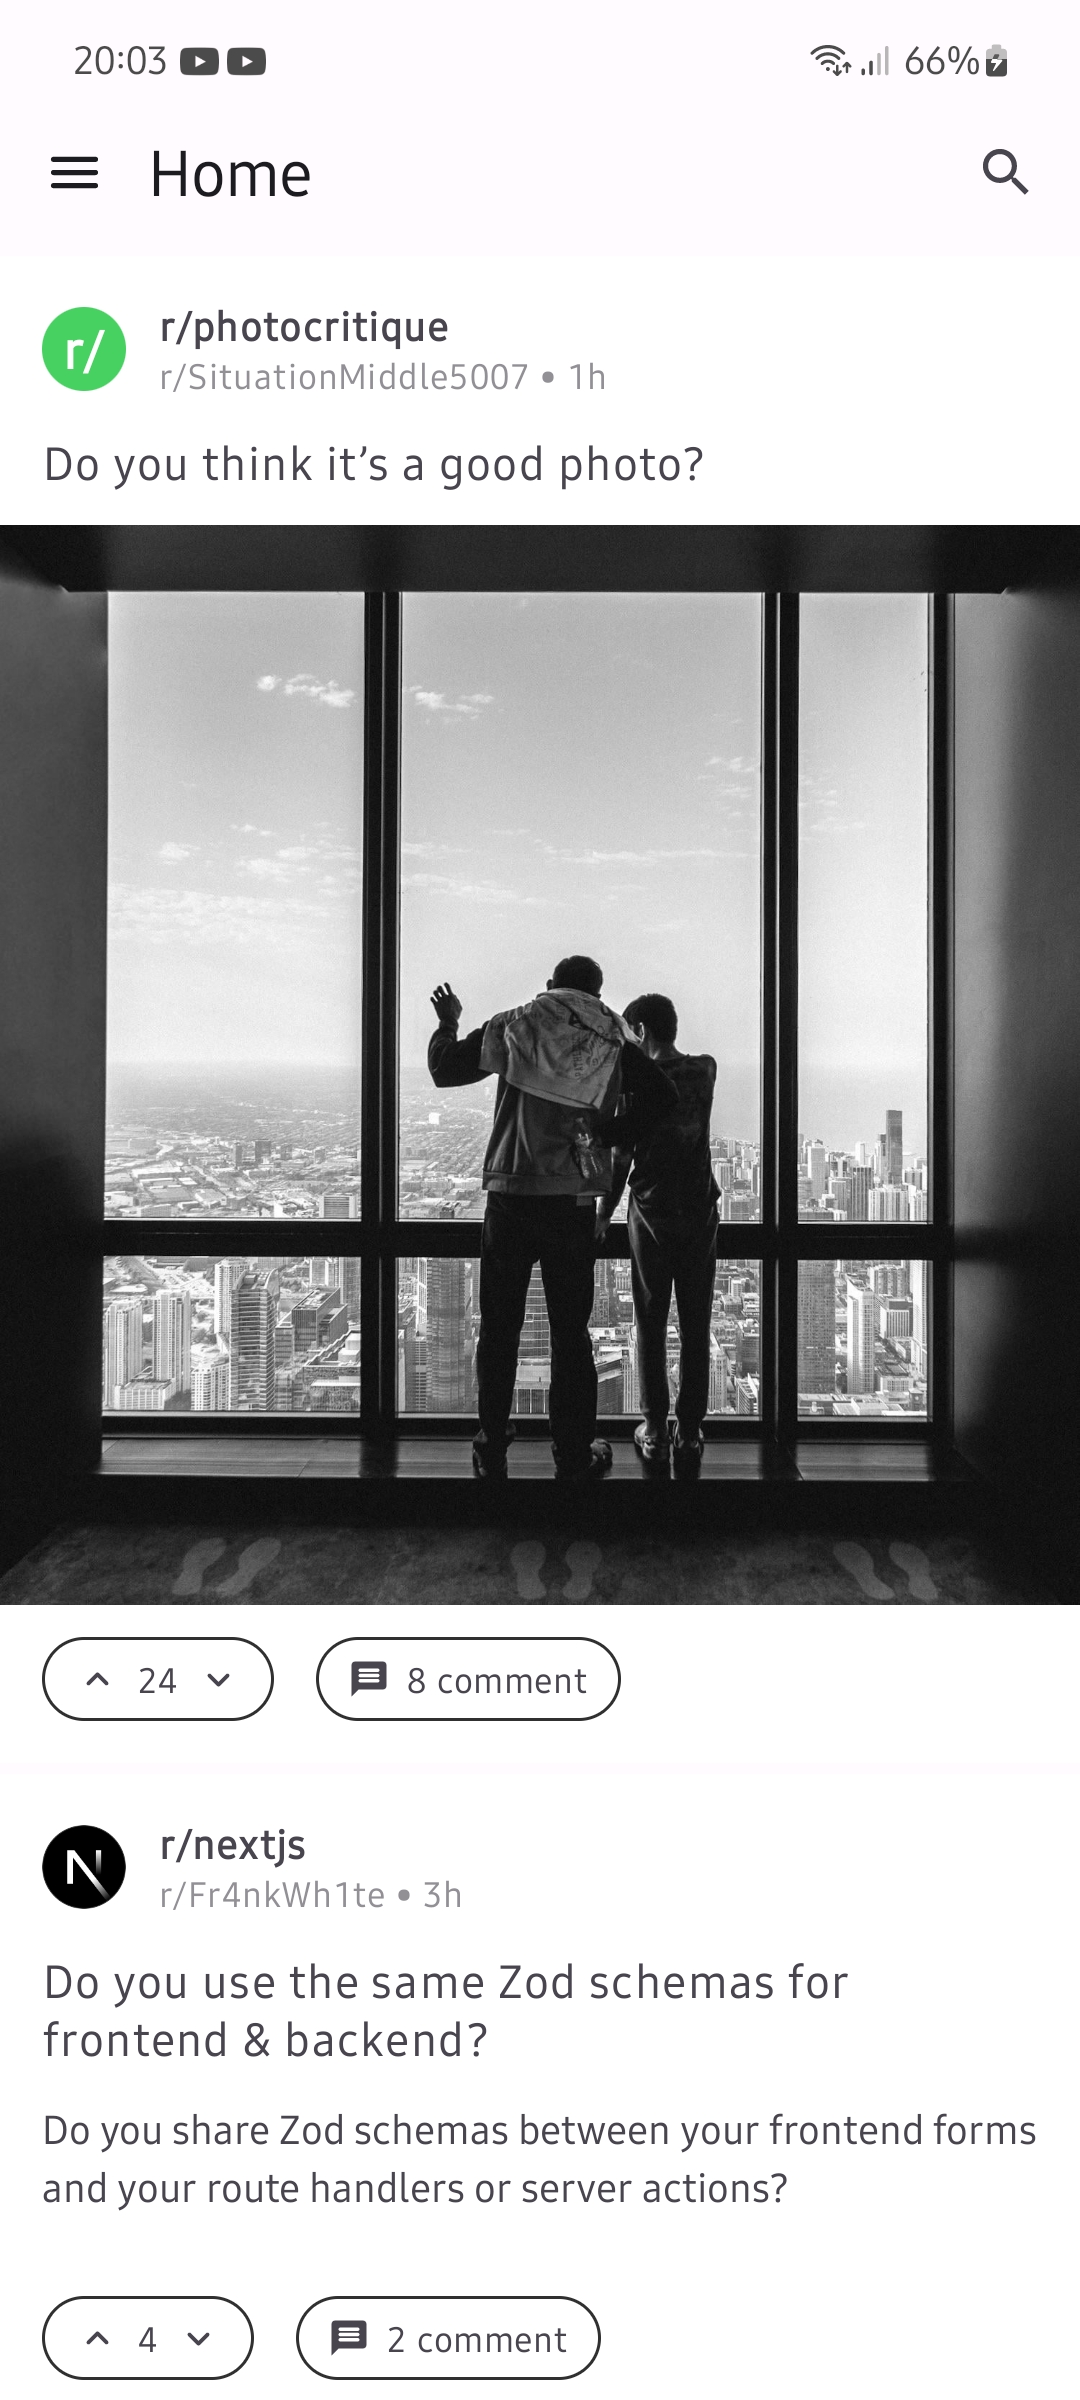 20:03
66%
Home
r/
r/photocritique
r/SituationMiddle5007 • 1h
Do you think it’s a good photo?
24
8 comment
N
r/nextjs
r/Fr4nkWh1te • 3h
Do you use the same Zod schemas for
frontend & backend?
Do you share Zod schemas between your frontend forms
and your route handlers or server actions?
4
2 comment